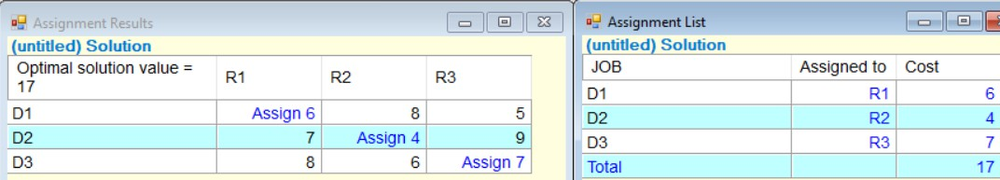 Assignment Results
(untitled) Solution
Optimal solution value =
17 R1 R2 R3
D1 Assign 6 8 5
D2 7 Assign 4 9
D3 8 6 Assign 7
Assignment List
(untitled) Solution
JOB Assigned to Cost
D1 R1 6
D2 R2 4
D3 R3 7
Total 17